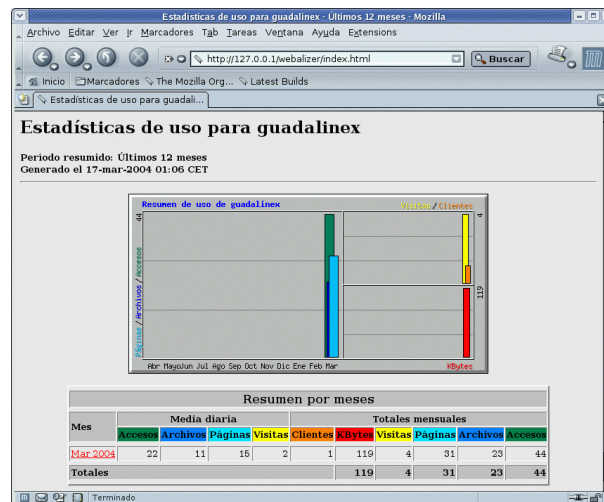 Estadísticas de uso para guadalinex - Últimos 12 meses - Mozilla
Archivo Editar Ver Ir Marcadores Tab Tareas Ventana Ayuda Extensions
http://127.0.0.1/webalizer/index.html Buscar
Inicio Marcadores The Mozilla Org... Latest Builds
Estadísticas de uso para guadali...
Estadísticas de uso para guadalinex
Período resumido: Últimos 12 meses
Generado el 17-mar-2004 01:06 CET
Resumen de uso de guadalinex Visitas/Clientes
44
4
Páginas/Archivos/Accesos
119
Abr MayoJun Jul Ago Sep Oct Nov Dic Ene Feb Mar KBytes
Resumen por meses
Mes Media diaria Totales mensuales
Accesos Archivos Páginas Visitas Clientes KBytes Visitas Páginas Archivos Accesos
Mar 2004 22 11 15 2 1 119 4 31 23 44
Totales 119 4 31 23 44
Terminado